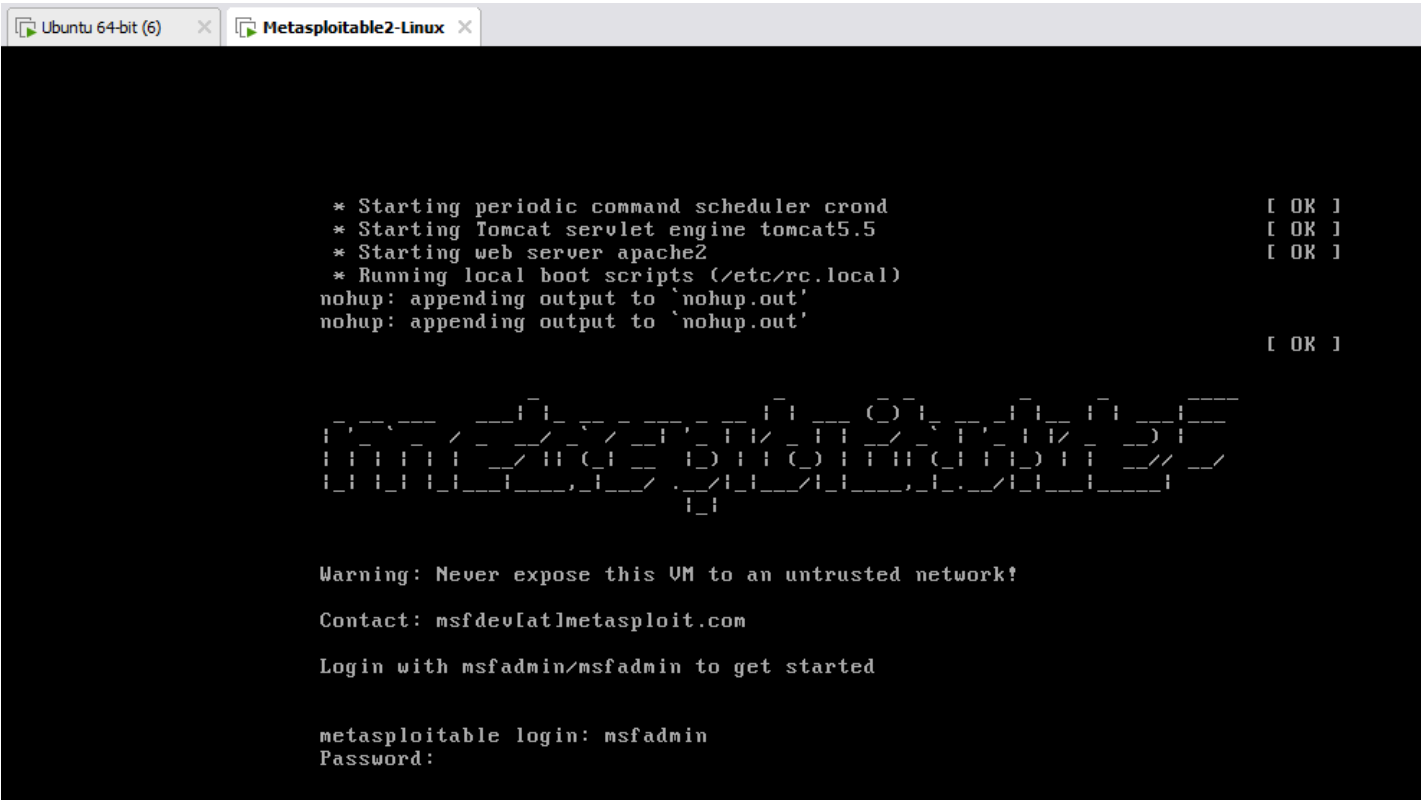 Ubuntu 64-bit (6)
Metasploitable2-Linux
* Starting periodic command scheduler crond [ OK ]
* Starting Tomcat servlet engine tomcat5.5 [ OK ]
* Starting web server apache2 [ OK ]
* Running local boot scripts (/etc/rc.local)
nohup: appending output to `nohup.out'
nohup: appending output to `nohup.out'
[ OK ]
metasploitable2
Warning: Never expose this VM to an untrusted network!
Contact: msfdev[at]metasploit.com
Login with msfadmin/msfadmin to get started
metasploitable login: msfadmin
Password: